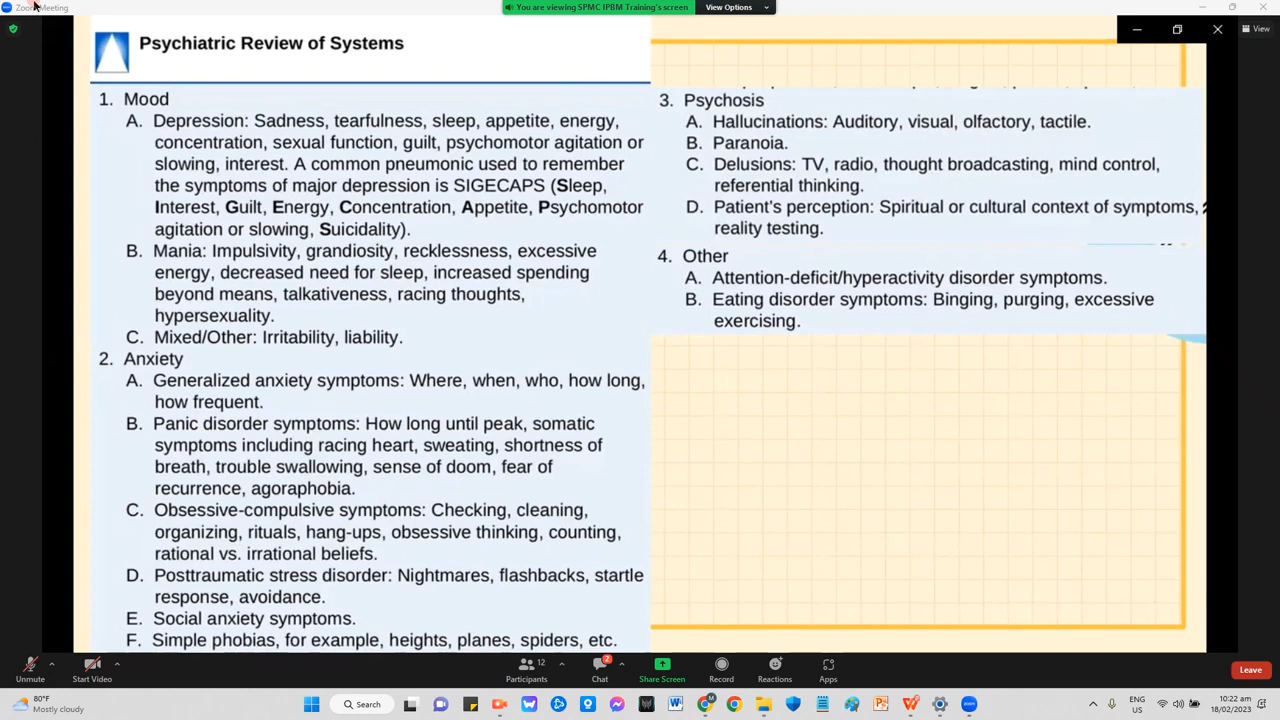 Zoom Meeting
You are viewing SPMC IPBM Training's screen
View Options
View
Psychiatric Review of Systems
1. Mood
A. Depression: Sadness, tearfulness, sleep, appetite, energy,
concentration, sexual function, guilt, psychomotor agitation or
slowing, interest. A common pneumonic used to remember
the symptoms of major depression is SIGECAPS (Sleep,
Interest, Guilt, Energy, Concentration, Appetite, Psychomotor
agitation or slowing, Suicidality).
B. Mania: Impulsivity, grandiosity, recklessness, excessive
energy, decreased need for sleep, increased spending
beyond means, talkativeness, racing thoughts,
hypersexuality.
C. Mixed/Other: Irritability, liability.
2. Anxiety
A. Generalized anxiety symptoms: Where, when, who, how long,
how frequent.
B. Panic disorder symptoms: How long until peak, somatic
symptoms including racing heart, sweating, shortness of
breath, trouble swallowing, sense of doom, fear of
recurrence, agoraphobia.
C. Obsessive-compulsive symptoms: Checking, cleaning,
organizing, rituals, hang-ups, obsessive thinking, counting,
rational vs. irrational beliefs.
D. Posttraumatic stress disorder: Nightmares, flashbacks, startle
response, avoidance.
E. Social anxiety symptoms.
F. Simple phobias, for example, heights, planes, spiders, etc.
3. Psychosis
A. Hallucinations: Auditory, visual, olfactory, tactile.
B. Paranoia.
C. Delusions: TV, radio, thought broadcasting, mind control,
referential thinking.
D. Patient's perception: Spiritual or cultural context of symptoms,
reality testing.
4. Other
A. Attention-deficit/hyperactivity disorder symptoms.
B. Eating disorder symptoms: Binging, purging, excessive
exercising.
Unmute
Start Video
12
Participants
2
Chat
Share Screen
Record
Reactions
Apps
Leave
80°F
Mostly cloudy
Search
ENG
US
10:22 am
18/02/2023